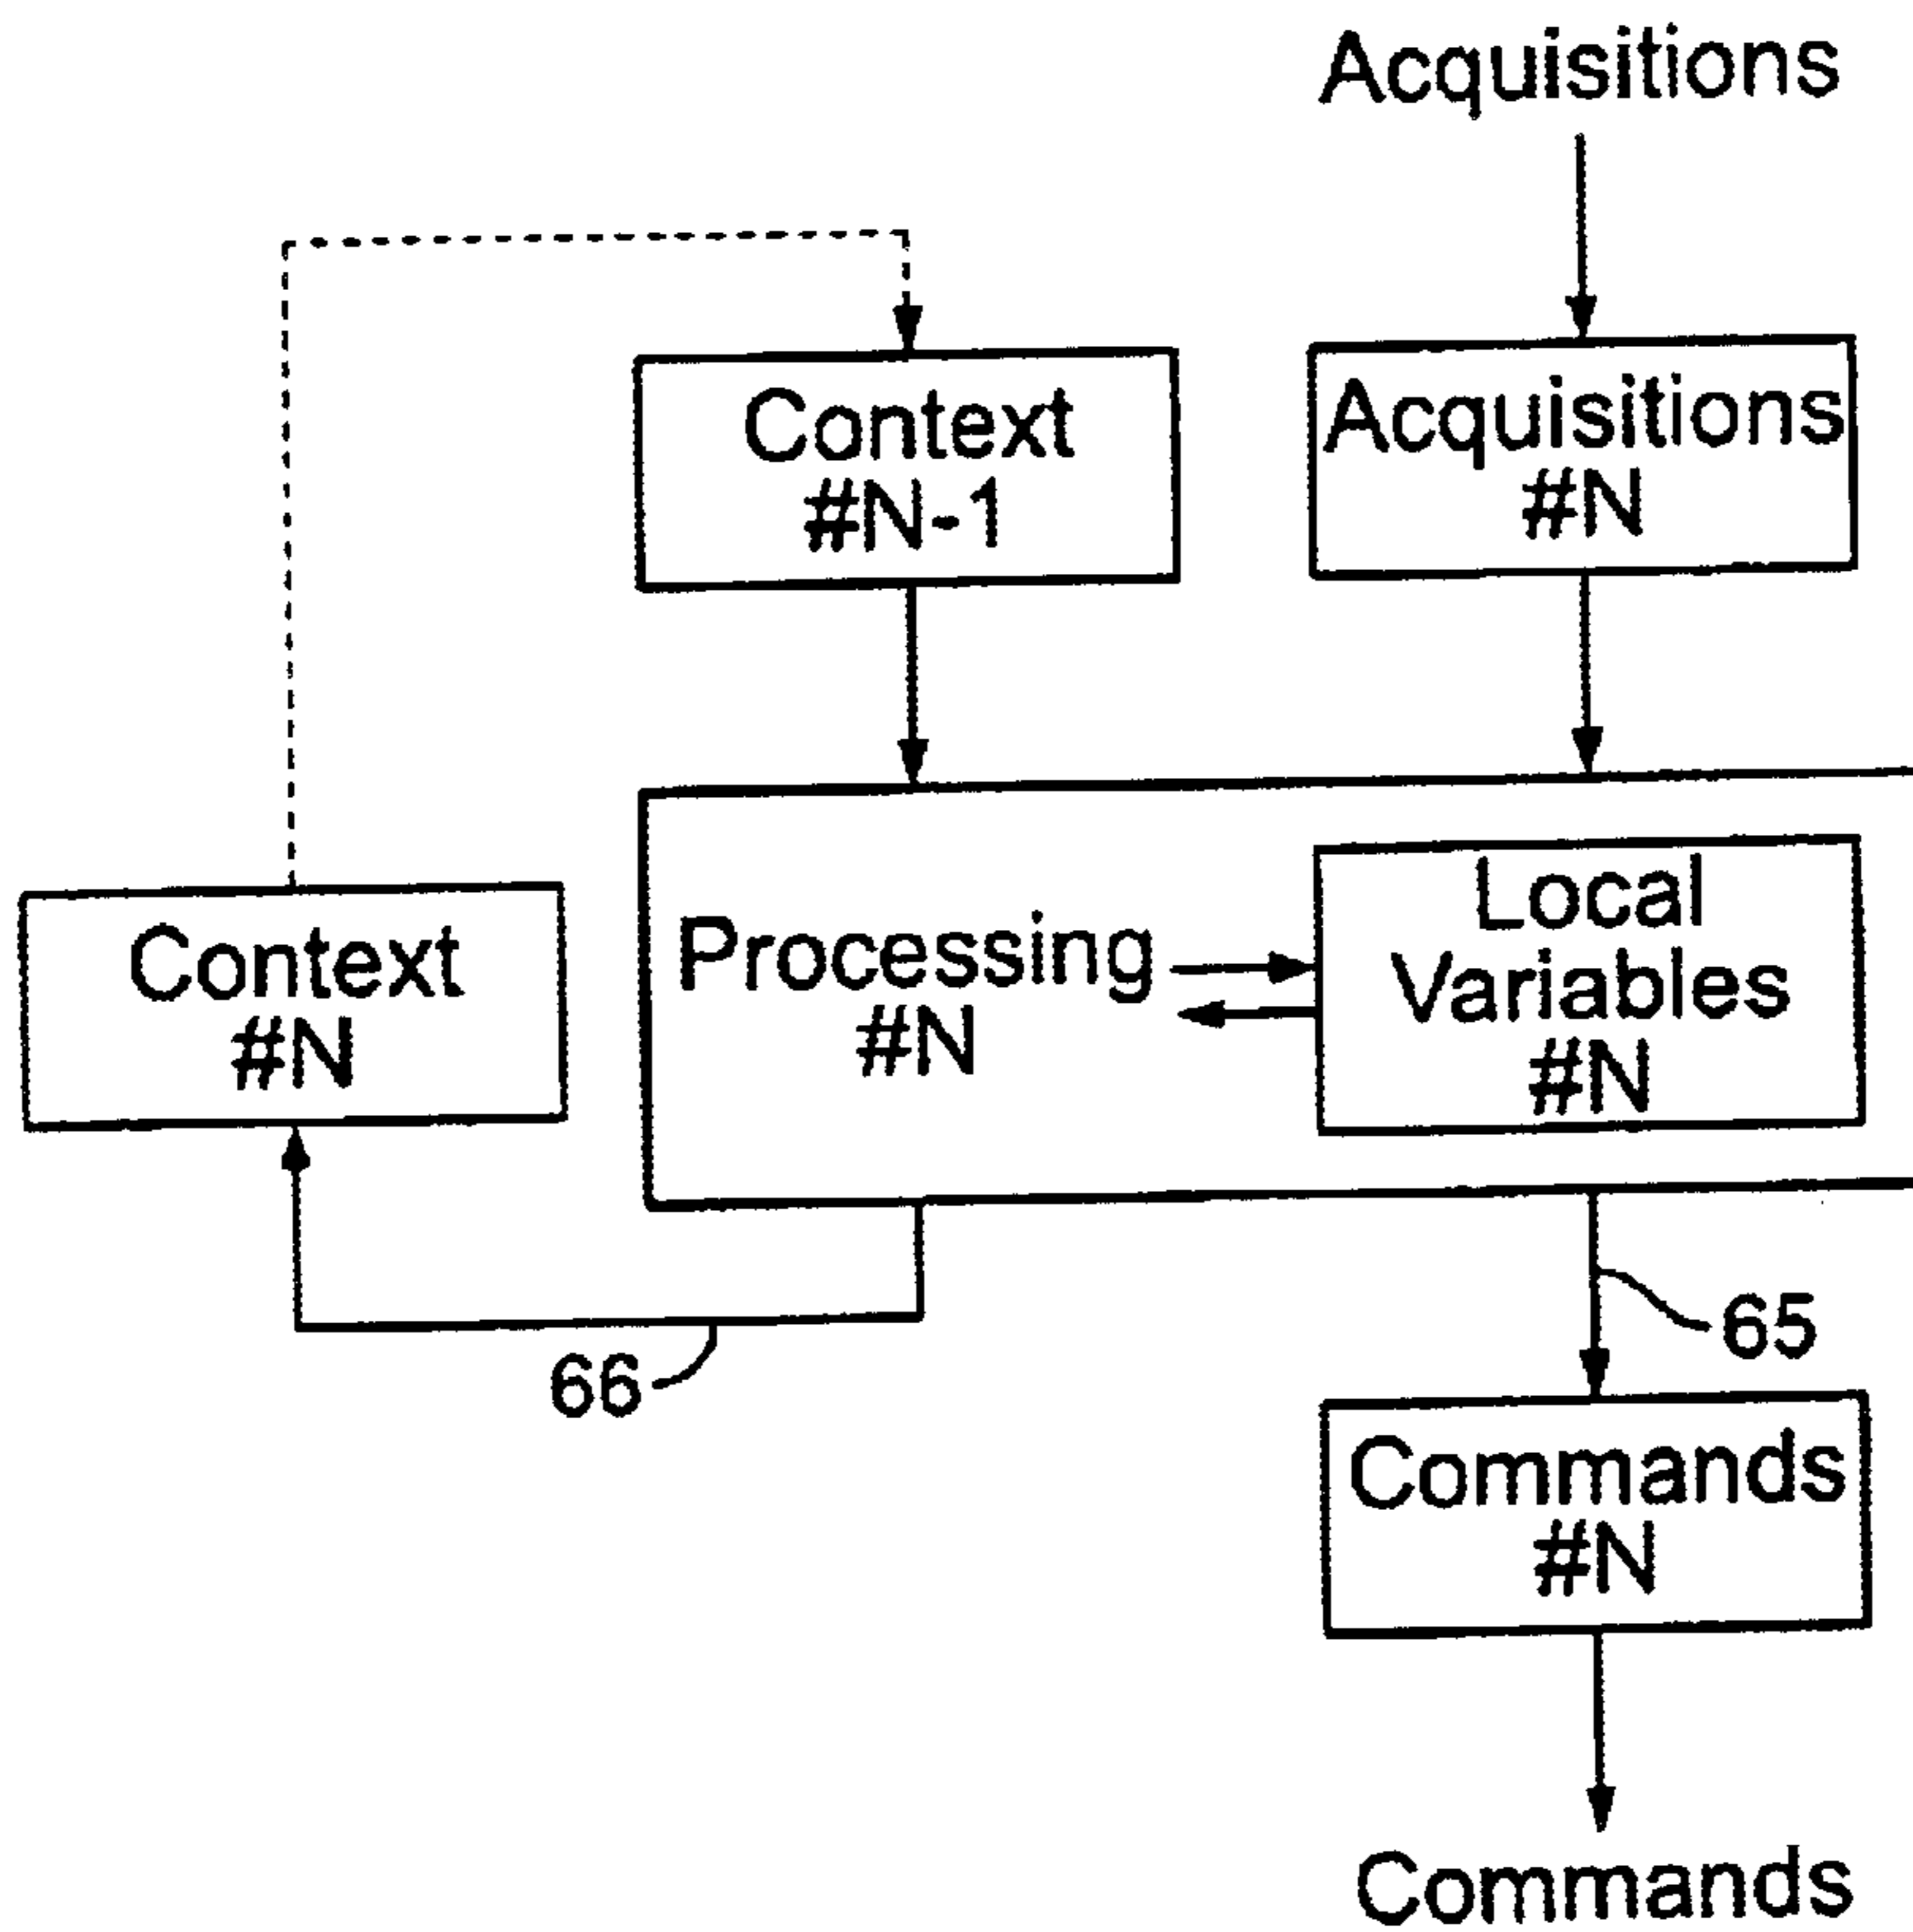 Acquisitions
Context
#N-1
Acquisitions
#N
Context
#N
Processing
#N
Local
Variables
#N
66
65
Commands
#N
Commands